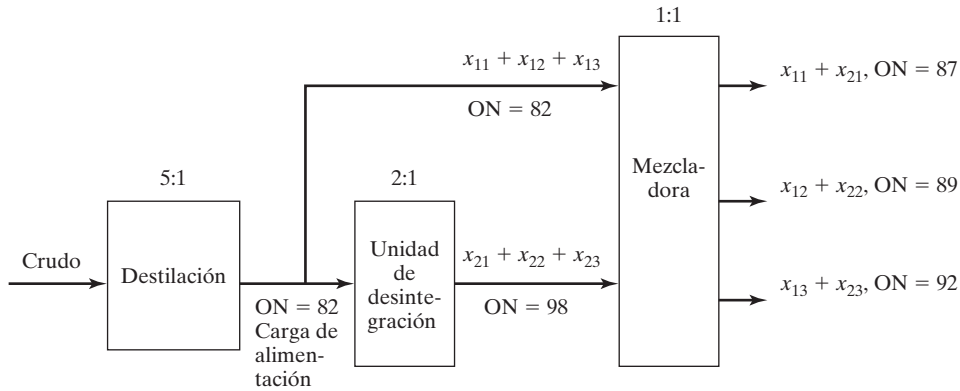 1:1
x₁₁ + x₁₂ + x₁₃
ON = 82
x₁₁ + x₂₁, ON = 87
5:1
2:1
Mezcla-
dora
x₁₂ + x₂₂, ON = 89
Crudo
Destilación
ON = 82
Carga de
alimen-
tación
Unidad
de
desinte-
gración
x₂₁ + x₂₂ + x₂₃
ON = 98
x₁₃ + x₂₃, ON = 92